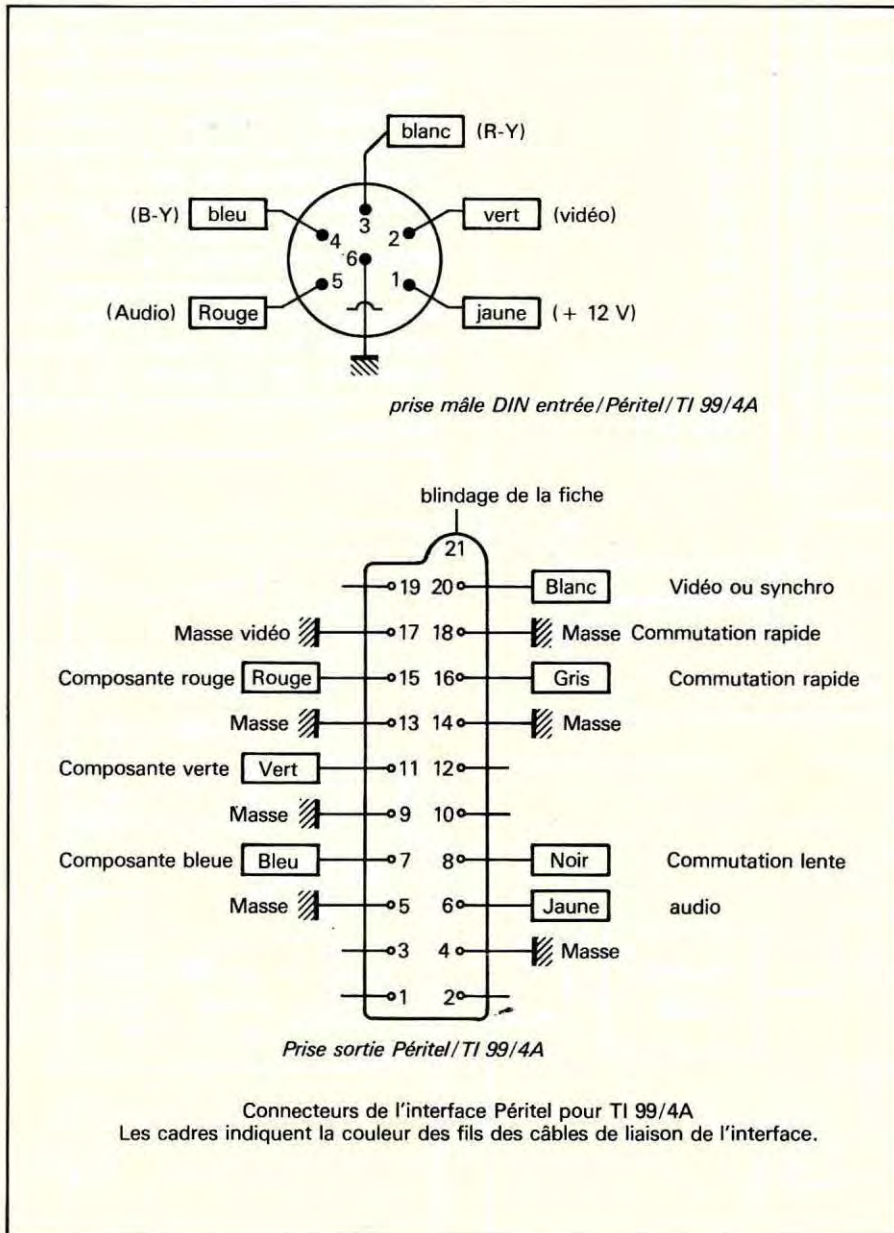 blanc (R-Y)
(B-Y) bleu
vert (vidéo)
3
4
2
6
5
1
(Audio) Rouge
jaune (+ 12 V)
prise mâle DIN entrée/Péritel/TI 99/4A
blindage de la fiche
21
19 20 Blanc Vidéo ou synchro
Masse vidéo 17 18 Masse Commutation rapide
Composante rouge Rouge 15 16 Gris Commutation rapide
Masse 13 14 Masse
Composante verte Vert 11 12
Masse 9 10
Composante bleue Bleu 7 8 Noir Commutation lente
Masse 5 6 Jaune audio
3 4 Masse
1 2
Prise sortie Péritel/TI 99/4A
Connecteurs de l'interface Péritel pour TI 99/4A
Les cadres indiquent la couleur des fils des câbles de liaison de l'interface.